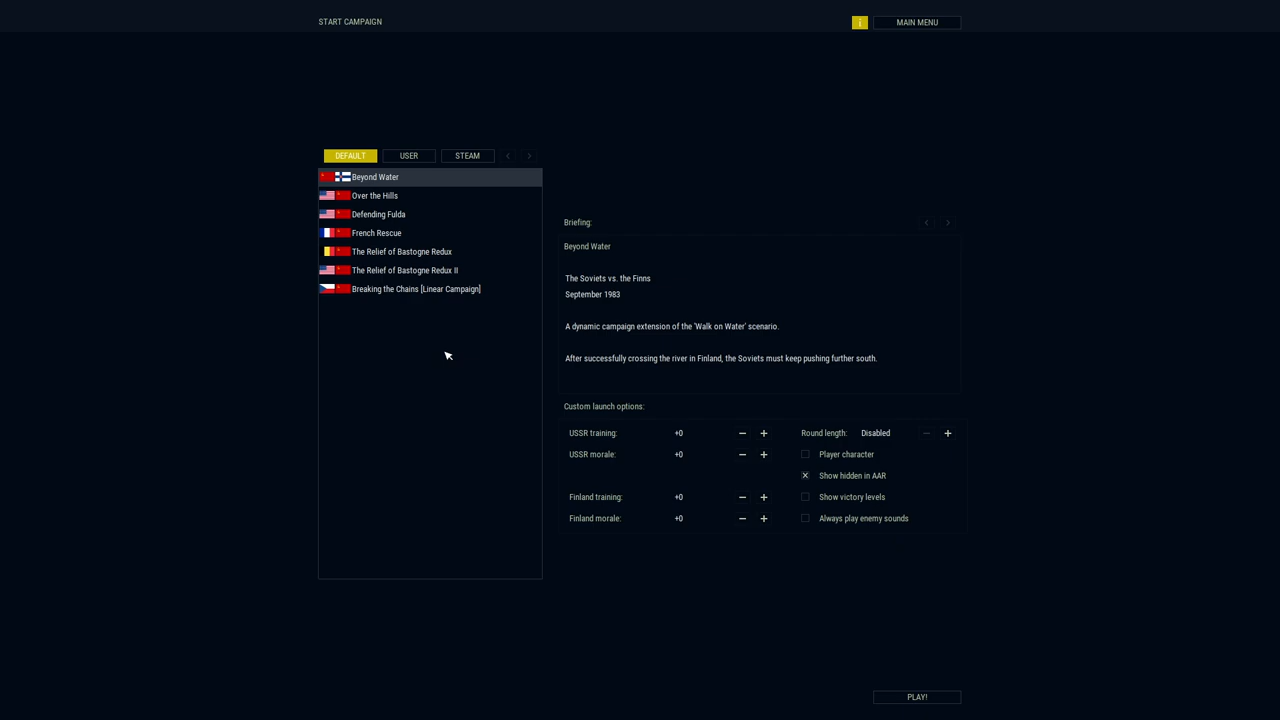 START CAMPAIGN
i
MAIN MENU
DEFAULT
USER
STEAM
Beyond Water
Over the Hills
Defending Fulda
French Rescue
The Relief of Bastogne Redux
The Relief of Bastogne Redux II
Breaking the Chains [Linear Campaign]
Briefing:
Beyond Water
The Soviets vs. the Finns
September 1983
A dynamic campaign extension of the 'Walk on Water' scenario.
After successfully crossing the river in Finland, the Soviets must keep pushing further south.
Custom launch options:
USSR training: +0
Round length: Disabled
USSR morale: +0
Player character
Show hidden in AAR
Finland training: +0
Show victory levels
Finland morale: +0
Always play enemy sounds
PLAY!